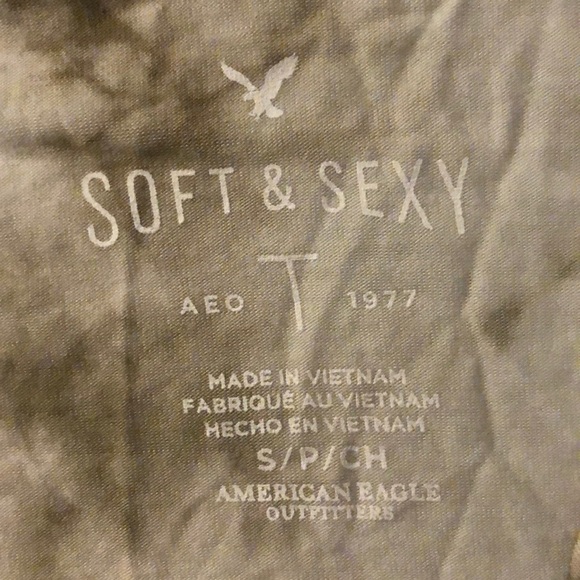 SOFT & SEXY
T
AEO 1977
MADE IN VIETNAM
FABRIQUÉ AU VIETNAM
HECHO EN VIETNAM
S/P/CH
AMERICAN EAGLE
OUTFITTERS